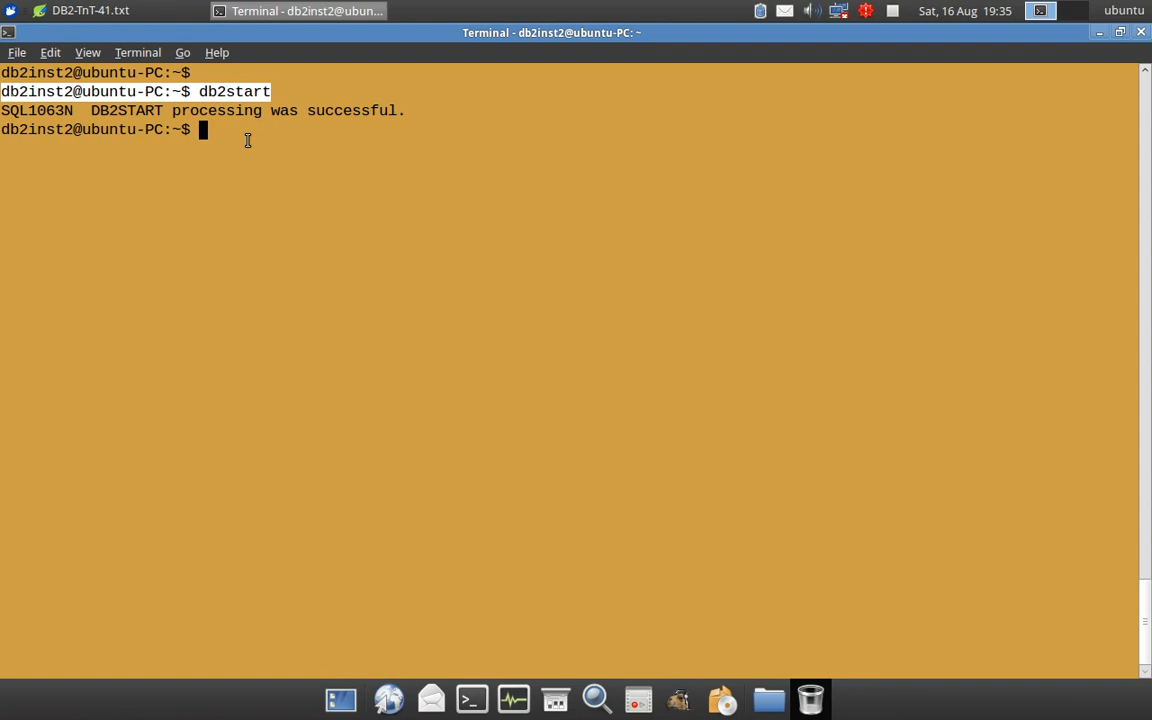 DB2-TnT-41.txt
Terminal - db2inst2@ubun...
Sat, 16 Aug 19:35
ubuntu
Terminal - db2inst2@ubuntu-PC: ~
File Edit View Terminal Go Help
db2inst2@ubuntu-PC:~$
db2inst2@ubuntu-PC:~$ db2start
SQL1063N  DB2START processing was successful.
db2inst2@ubuntu-PC:~$